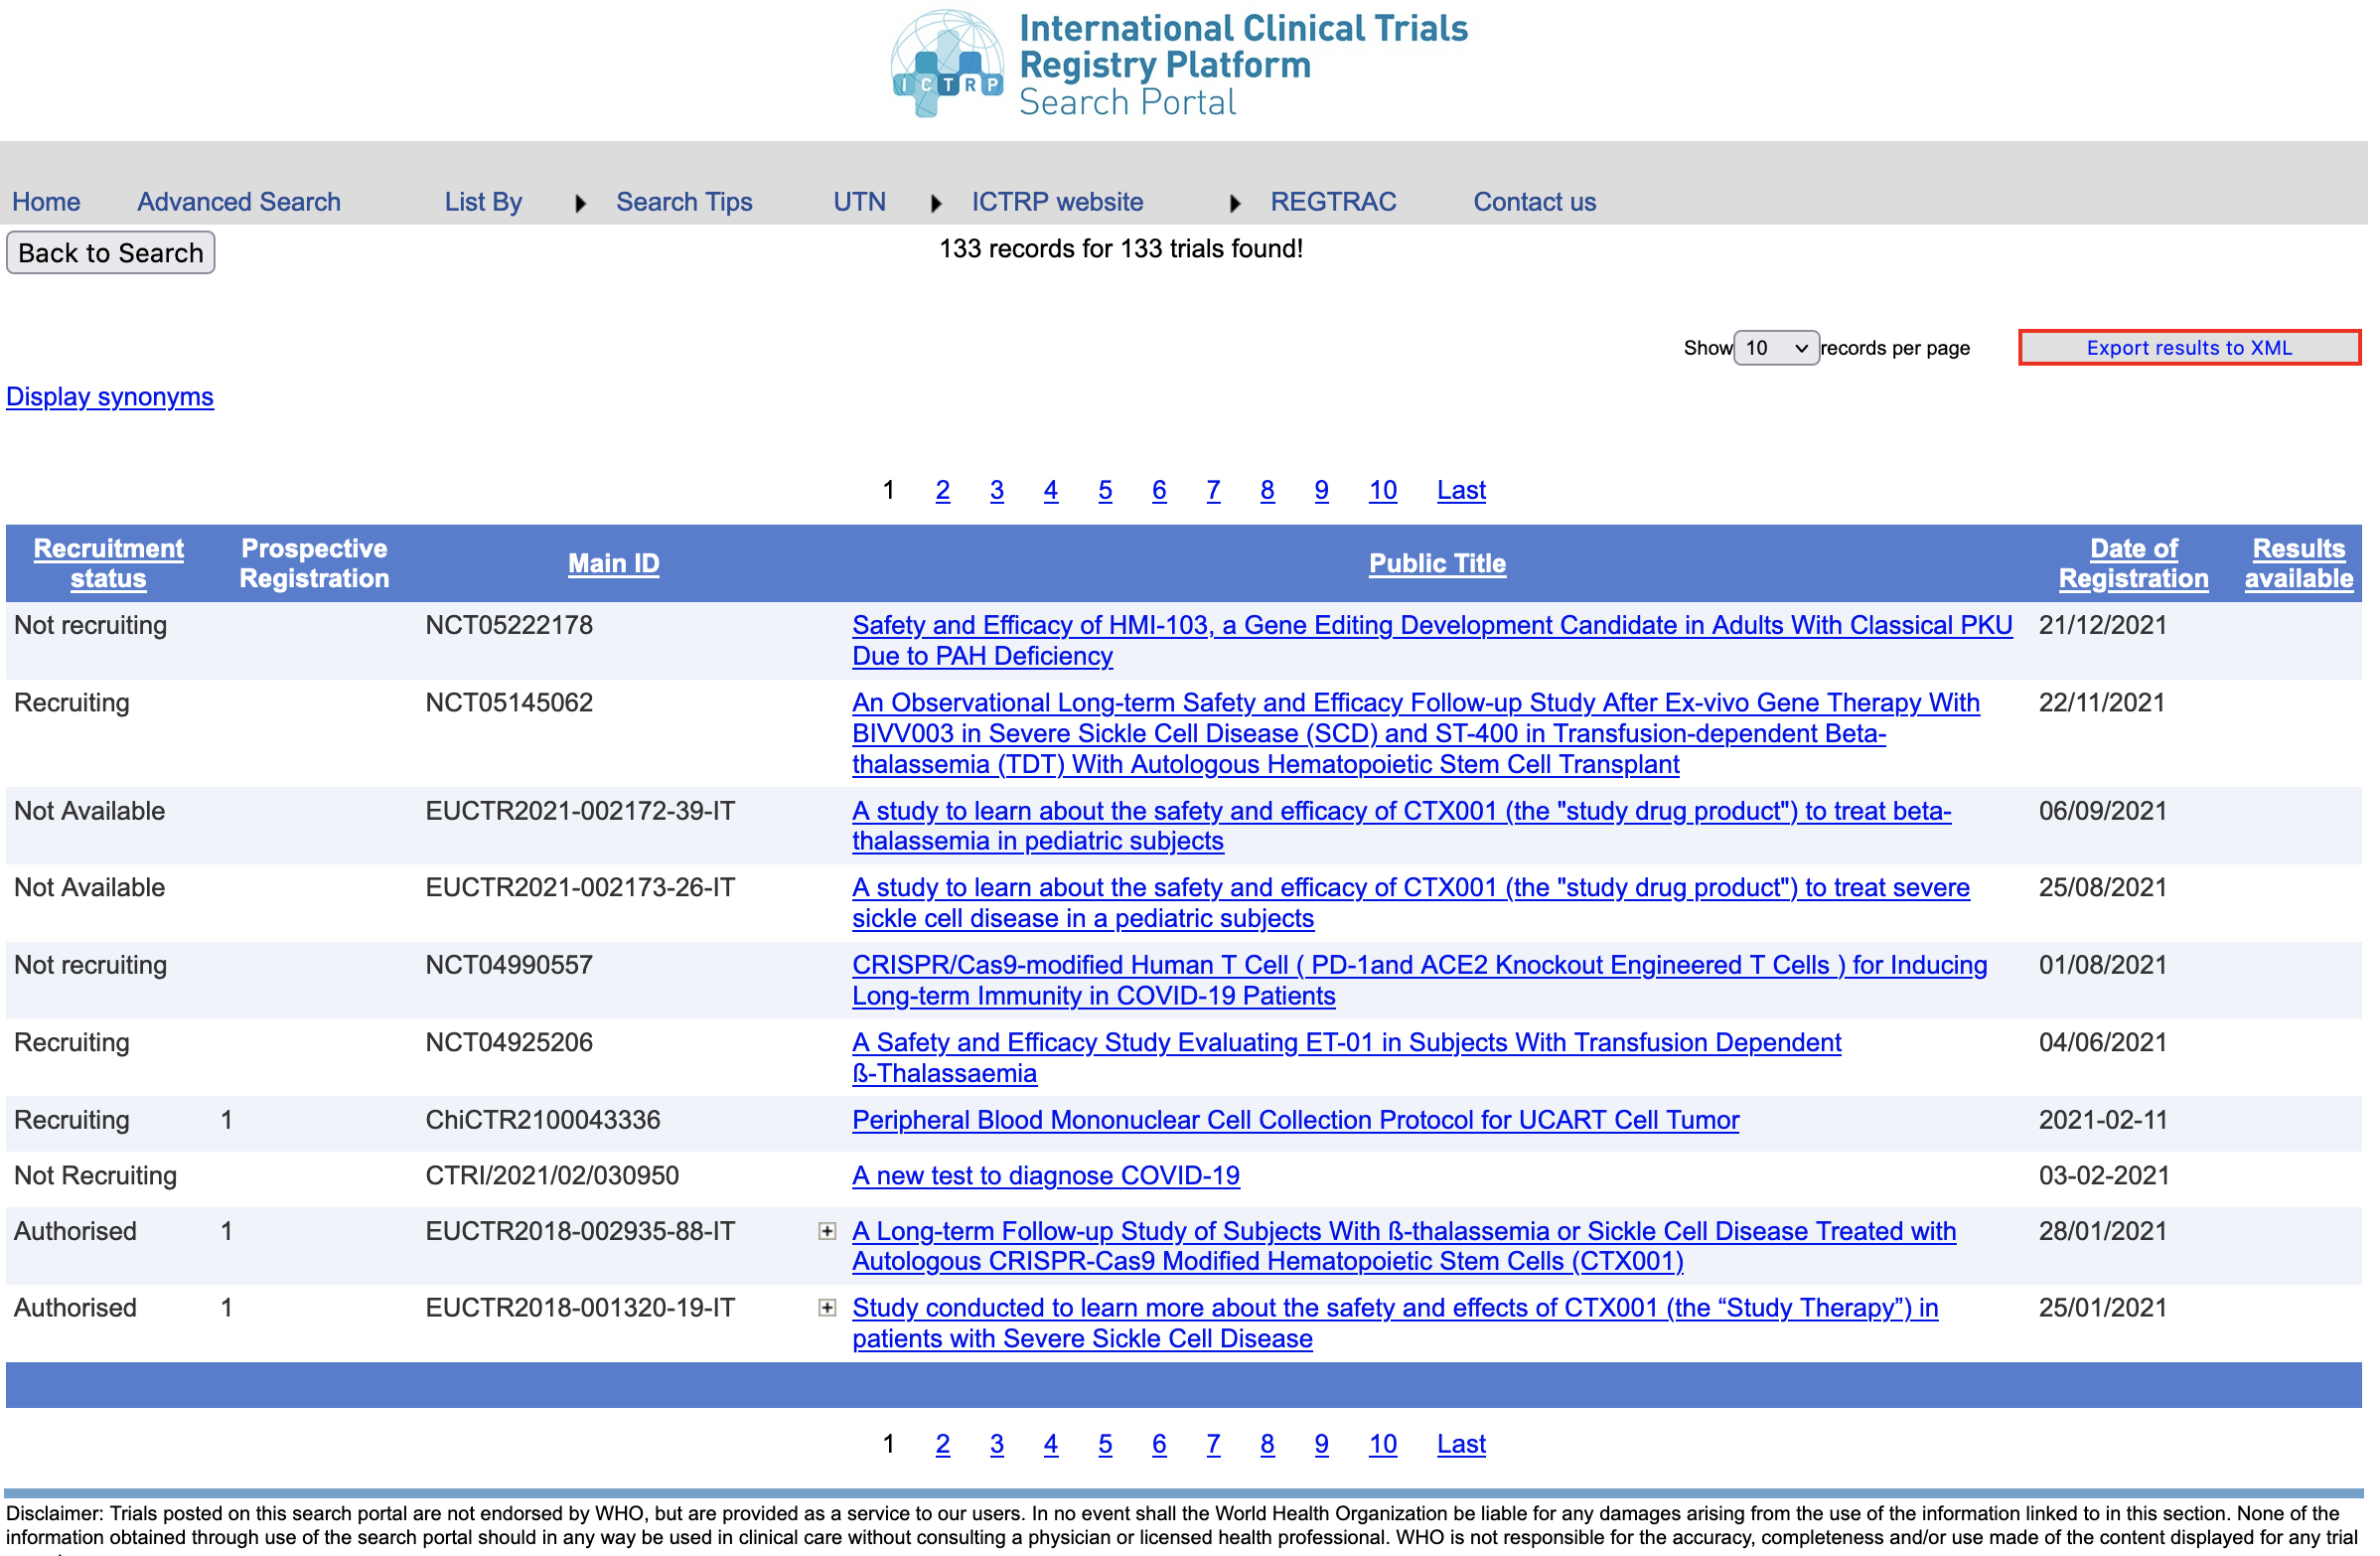 International Clinical Trials
Registry Platform
Search Portal
I C T R P
Home Advanced Search List By Search Tips UTN ICTRP website REGTRAC Contact us
Back to Search
133 records for 133 trials found!
Show 10 records per page
Export results to XML
Display synonyms
1 2 3 4 5 6 7 8 9 10 Last
Recruitment status Prospective Registration Main ID Public Title Date of Registration Results available
Not recruiting NCT05222178 Safety and Efficacy of HMI-103, a Gene Editing Development Candidate in Adults With Classical PKU 21/12/2021
Due to PAH Deficiency
Recruiting NCT05145062 An Observational Long-term Safety and Efficacy Follow-up Study After Ex-vivo Gene Therapy With 22/11/2021
BIVV003 in Severe Sickle Cell Disease (SCD) and ST-400 in Transfusion-dependent Beta-
thalassemia (TDT) With Autologous Hematopoietic Stem Cell Transplant
Not Available EUCTR2021-002172-39-IT A study to learn about the safety and efficacy of CTX001 (the "study drug product") to treat beta- 06/09/2021
thalassemia in pediatric subjects
Not Available EUCTR2021-002173-26-IT A study to learn about the safety and efficacy of CTX001 (the "study drug product") to treat severe 25/08/2021
sickle cell disease in a pediatric subjects
Not recruiting NCT04990557 CRISPR/Cas9-modified Human T Cell ( PD-1and ACE2 Knockout Engineered T Cells ) for Inducing 01/08/2021
Long-term Immunity in COVID-19 Patients
Recruiting NCT04925206 A Safety and Efficacy Study Evaluating ET-01 in Subjects With Transfusion Dependent 04/06/2021
ß-Thalassaemia
Recruiting 1 ChiCTR2100043336 Peripheral Blood Mononuclear Cell Collection Protocol for UCART Cell Tumor 2021-02-11
Not Recruiting CTRI/2021/02/030950 A new test to diagnose COVID-19 03-02-2021
Authorised 1 EUCTR2018-002935-88-IT A Long-term Follow-up Study of Subjects With ß-thalassemia or Sickle Cell Disease Treated with 28/01/2021
Autologous CRISPR-Cas9 Modified Hematopoietic Stem Cells (CTX001)
Authorised 1 EUCTR2018-001320-19-IT Study conducted to learn more about the safety and effects of CTX001 (the “Study Therapy”) in 25/01/2021
patients with Severe Sickle Cell Disease
1 2 3 4 5 6 7 8 9 10 Last
Disclaimer: Trials posted on this search portal are not endorsed by WHO, but are provided as a service to our users. In no event shall the World Health Organization be liable for any damages arising from the use of the information linked to in this section. None of the
information obtained through use of the search portal should in any way be used in clinical care without consulting a physician or licensed health professional. WHO is not responsible for the accuracy, completeness and/or use made of the content displayed for any trial